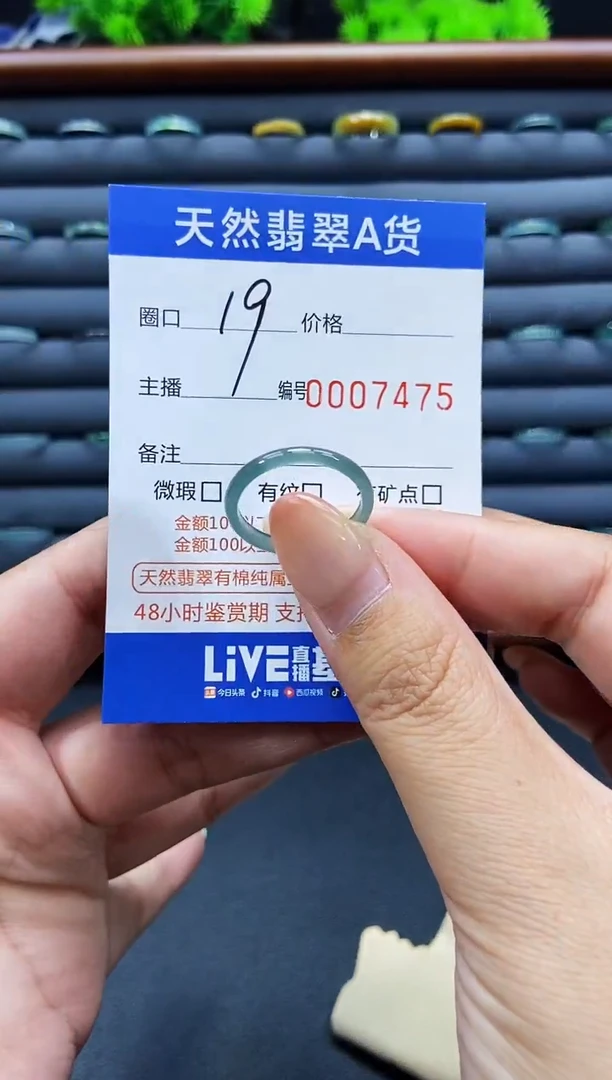 天然翡翠A货
圈口 19 价格
主播 编号0007475
备注
微瑕 有纹 矿点
金额10
金额100以
天然翡翠有棉纯属
48小时鉴赏期 支持
LiVE直播基
今日头条 抖音 西瓜视频